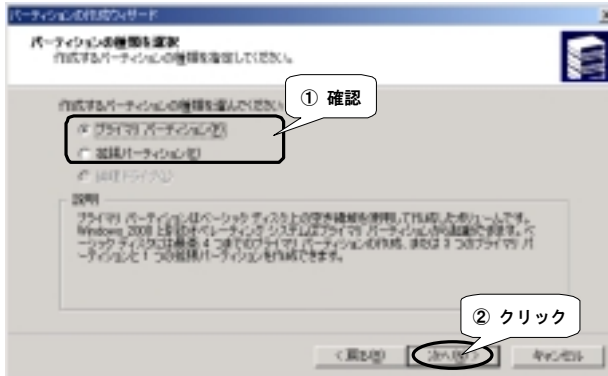 パーティションの作成ウィザード
パーティションの種類を選択
作成するパーティションの種類を指定してください。
作成するパーティションの種類を選んでください
① 確認
プライマリ パーティション(P)
拡張パーティション(E)
論理ドライブ(L)
説明
プライマリ パーティションはベーシック ディスク上の空き領域を使用して作成したボリュームです。
Windows 2000 と別のオペレーティング システムはプライマリ パーティションから起動できます。ベ
ーシック ディスクには最高 4 つまでのプライマリ パーティションの作成、または 3 つのプライマリ パ
ーティションと 1 つの拡張パーティションを作成できます。
② クリック
< 戻る(B)
次へ(N) >
キャンセル